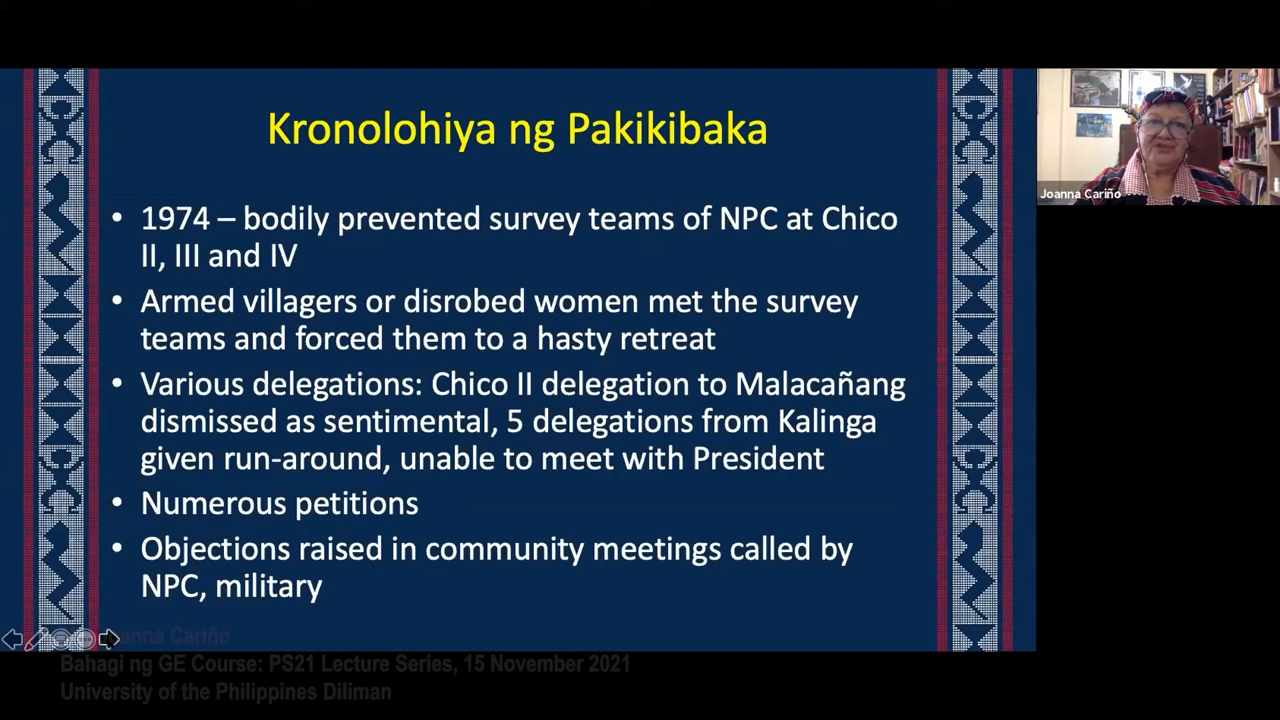 Kronolohiya ng Pakikibaka
• 1974 – bodily prevented survey teams of NPC at Chico
II, III and IV
• Armed villagers or disrobed women met the survey
teams and forced them to a hasty retreat
• Various delegations: Chico II delegation to Malacañang
dismissed as sentimental, 5 delegations from Kalinga
given run-around, unable to meet with President
• Numerous petitions
• Objections raised in community meetings called by
NPC, military
Joanna Cariño
anna Cariño
Bahagi ng GE Course: PS21 Lecture Series, 15 November 2021
University of the Philippines Diliman